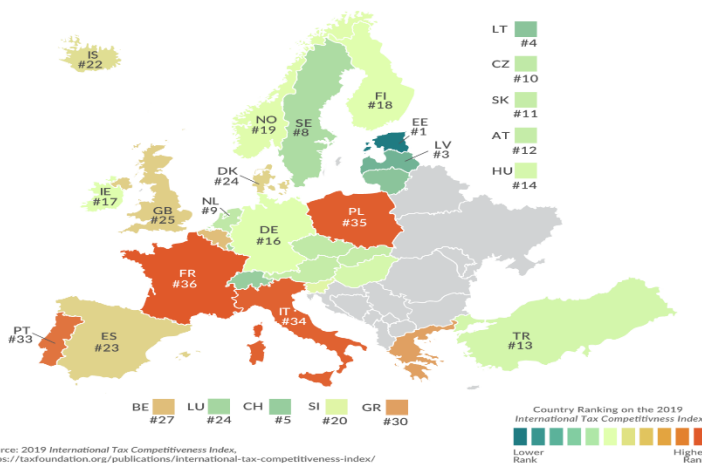 IS
#22
LT
#4
CZ
#10
SK
#11
AT
#12
HU
#14
FI
#18
NO
#19
SE
#8
EE
#1
LV
#3
DK
#24
IE
#17
GB
#25
NL
#9
DE
#16
PL
#35
FR
#36
IT
#34
PT
#33
ES
#23
TR
#13
BE
#27
LU
#24
CH
#5
SI
#20
GR
#30
Country Ranking on the 2019
International Tax Competitivness Index
Lower
Rank
Highe
Ran
rce: 2019 International Tax Competitiveness Index,
ps://taxfoundation.org/publications/international-tax-competitiveness-index/